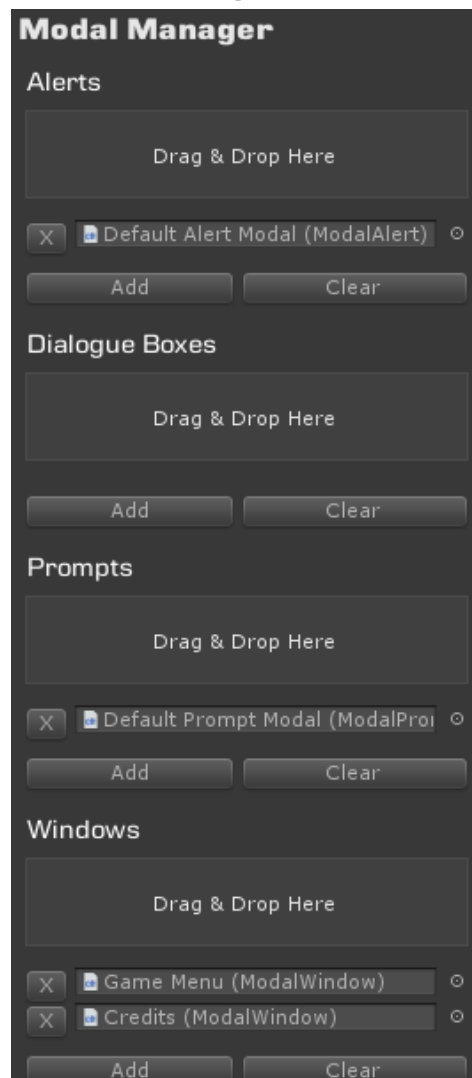 Modal Manager
Alerts
Drag & Drop Here
X Default Alert Modal (ModalAlert)
Add Clear
Dialogue Boxes
Drag & Drop Here
Add Clear
Prompts
Drag & Drop Here
X Default Prompt Modal (ModalPro
Add Clear
Windows
Drag & Drop Here
X Game Menu (ModalWindow)
X Credits (ModalWindow)
Add Clear